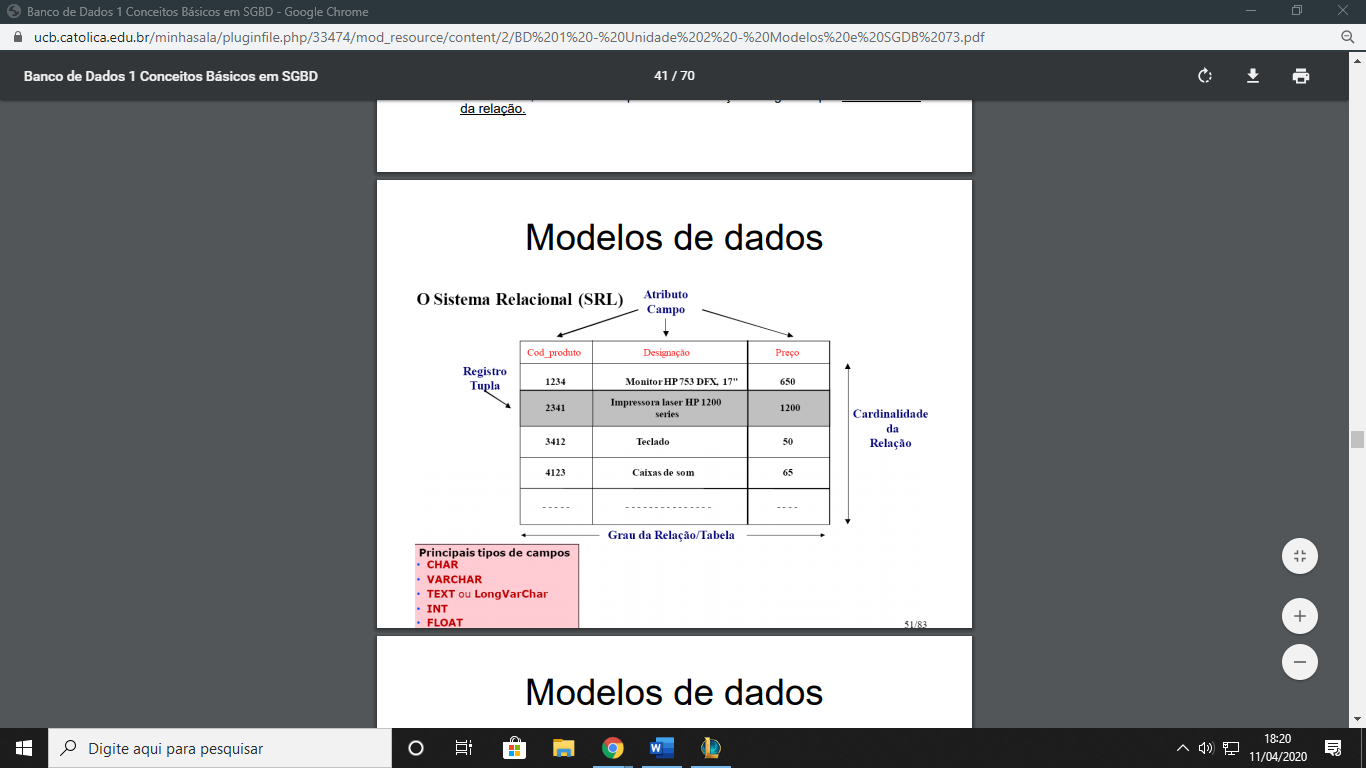 Banco de Dados 1 Conceitos Básicos em SGBD - Google Chrome
ucb.catolica.edu.br/minhasala/pluginfile.php/33474/mod_resource/content/2/BD%201%20-%20Unidade%202%20-%20Modelos%20e%20SGDB%2073.pdf
Banco de Dados 1 Conceitos Básicos em SGBD
41 / 70
da relação.
Modelos de dados
O Sistema Relacional (SRL)
Atributo
Campo
Cod_produto Designação Preço
Registro
Tupla
1234 Monitor HP 753 DFX, 17" 650
2341 Impressora laser HP 1200
series 1200
3412 Teclado 50
4123 Caixas de som 65
- - - - - - - - - - - - - - - - - - - - - - -
Cardinalidade
da
Relação
Grau da Relação/Tabela
Principais tipos de campos
• CHAR
• VARCHAR
• TEXT ou LongVarChar
• INT
• FLOAT
51/83
Modelos de dados
Digite aqui para pesquisar
18:20
11/04/2020